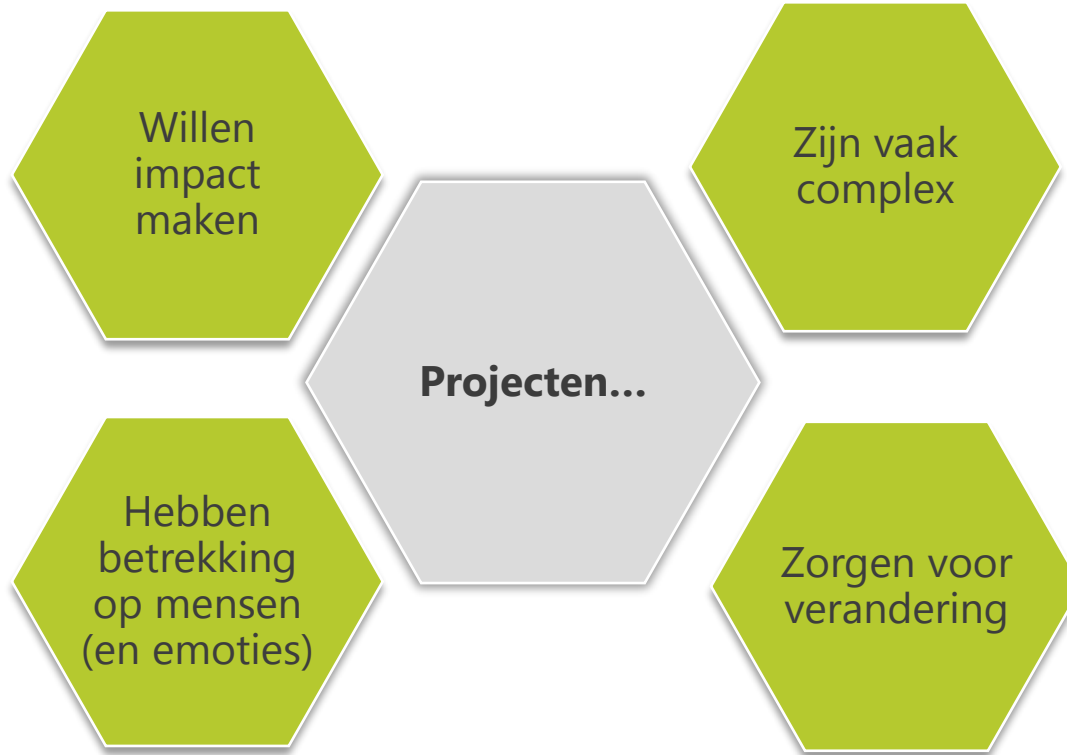 Willen
impact
maken
Zijn vaak
complex
Projecten...
Hebben
betrekking
op mensen
(en emoties)
Zorgen voor
verandering